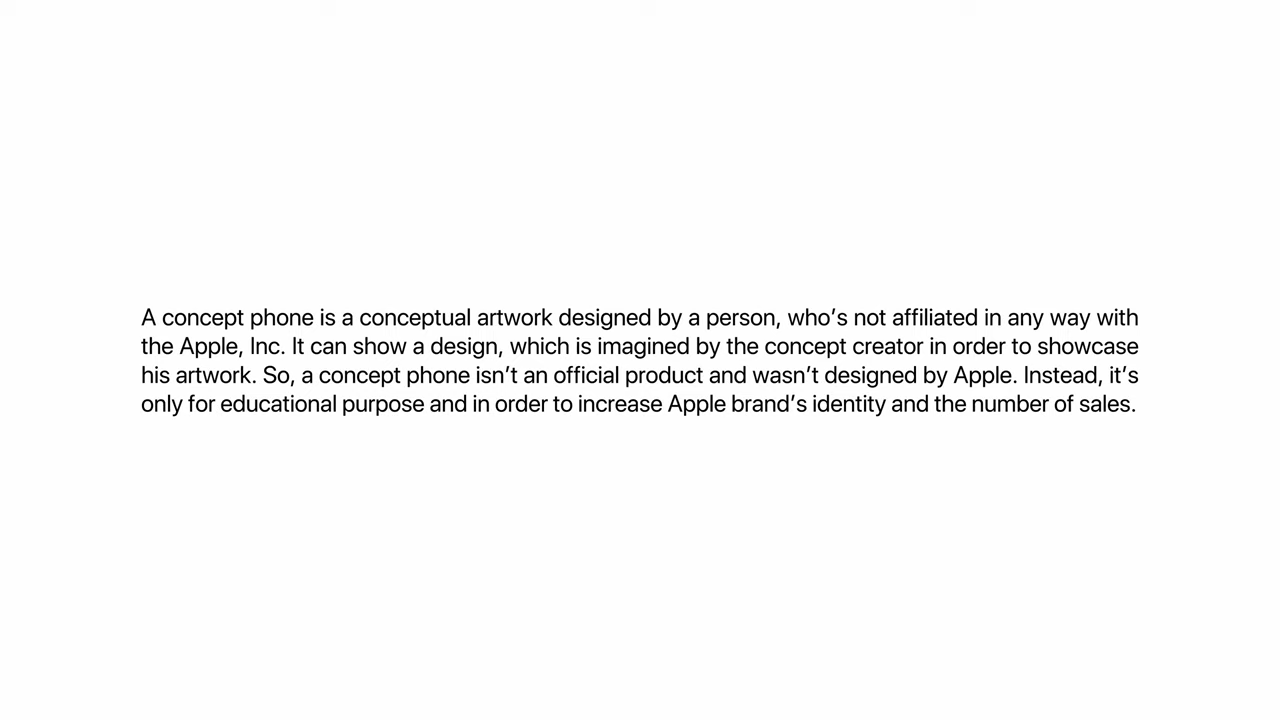 A concept phone is a conceptual artwork designed by a person, who’s not affiliated in any way with
the Apple, Inc. It can show a design, which is imagined by the concept creator in order to showcase
his artwork. So, a concept phone isn’t an official product and wasn’t designed by Apple. Instead, it’s
only for educational purpose and in order to increase Apple brand’s identity and the number of sales.